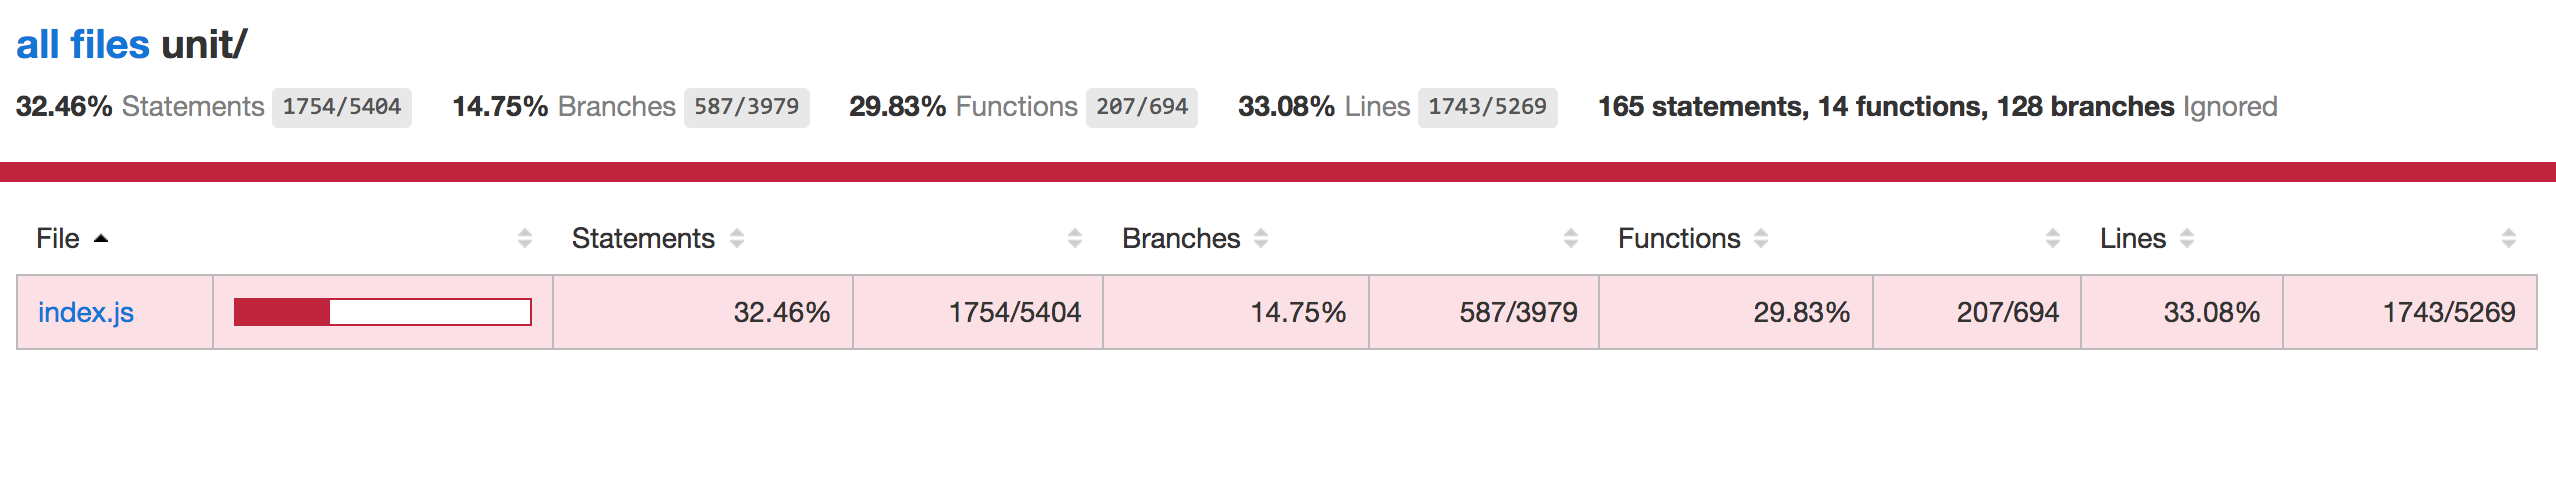 all files unit/
32.46% Statements 1754/5404 14.75% Branches 587/3979 29.83% Functions 207/694 33.08% Lines 1743/5269 165 statements, 14 functions, 128 branches Ignored
File Statements Branches Functions Lines
index.js 32.46% 1754/5404 14.75% 587/3979 29.83% 207/694 33.08% 1743/5269